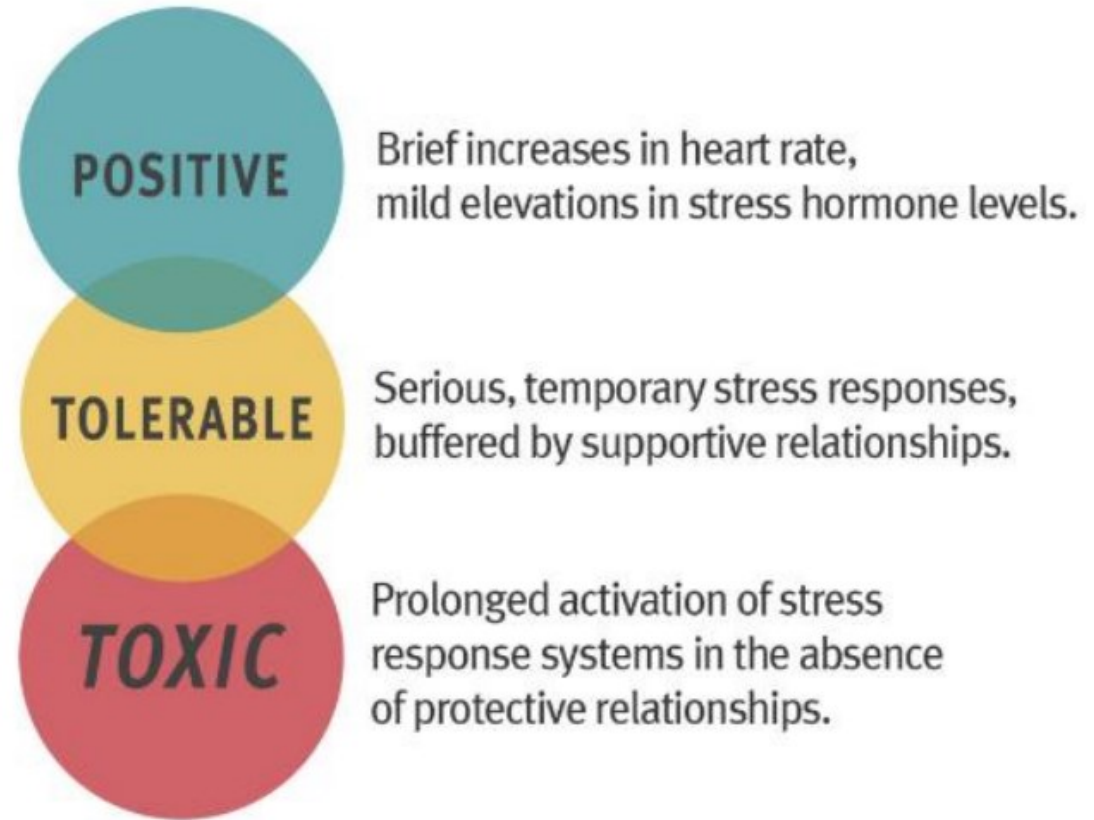 POSITIVE
Brief increases in heart rate,
mild elevations in stress hormone levels.
TOLERABLE
Serious, temporary stress responses,
buffered by supportive relationships.
TOXIC
Prolonged activation of stress
response systems in the absence
of protective relationships.